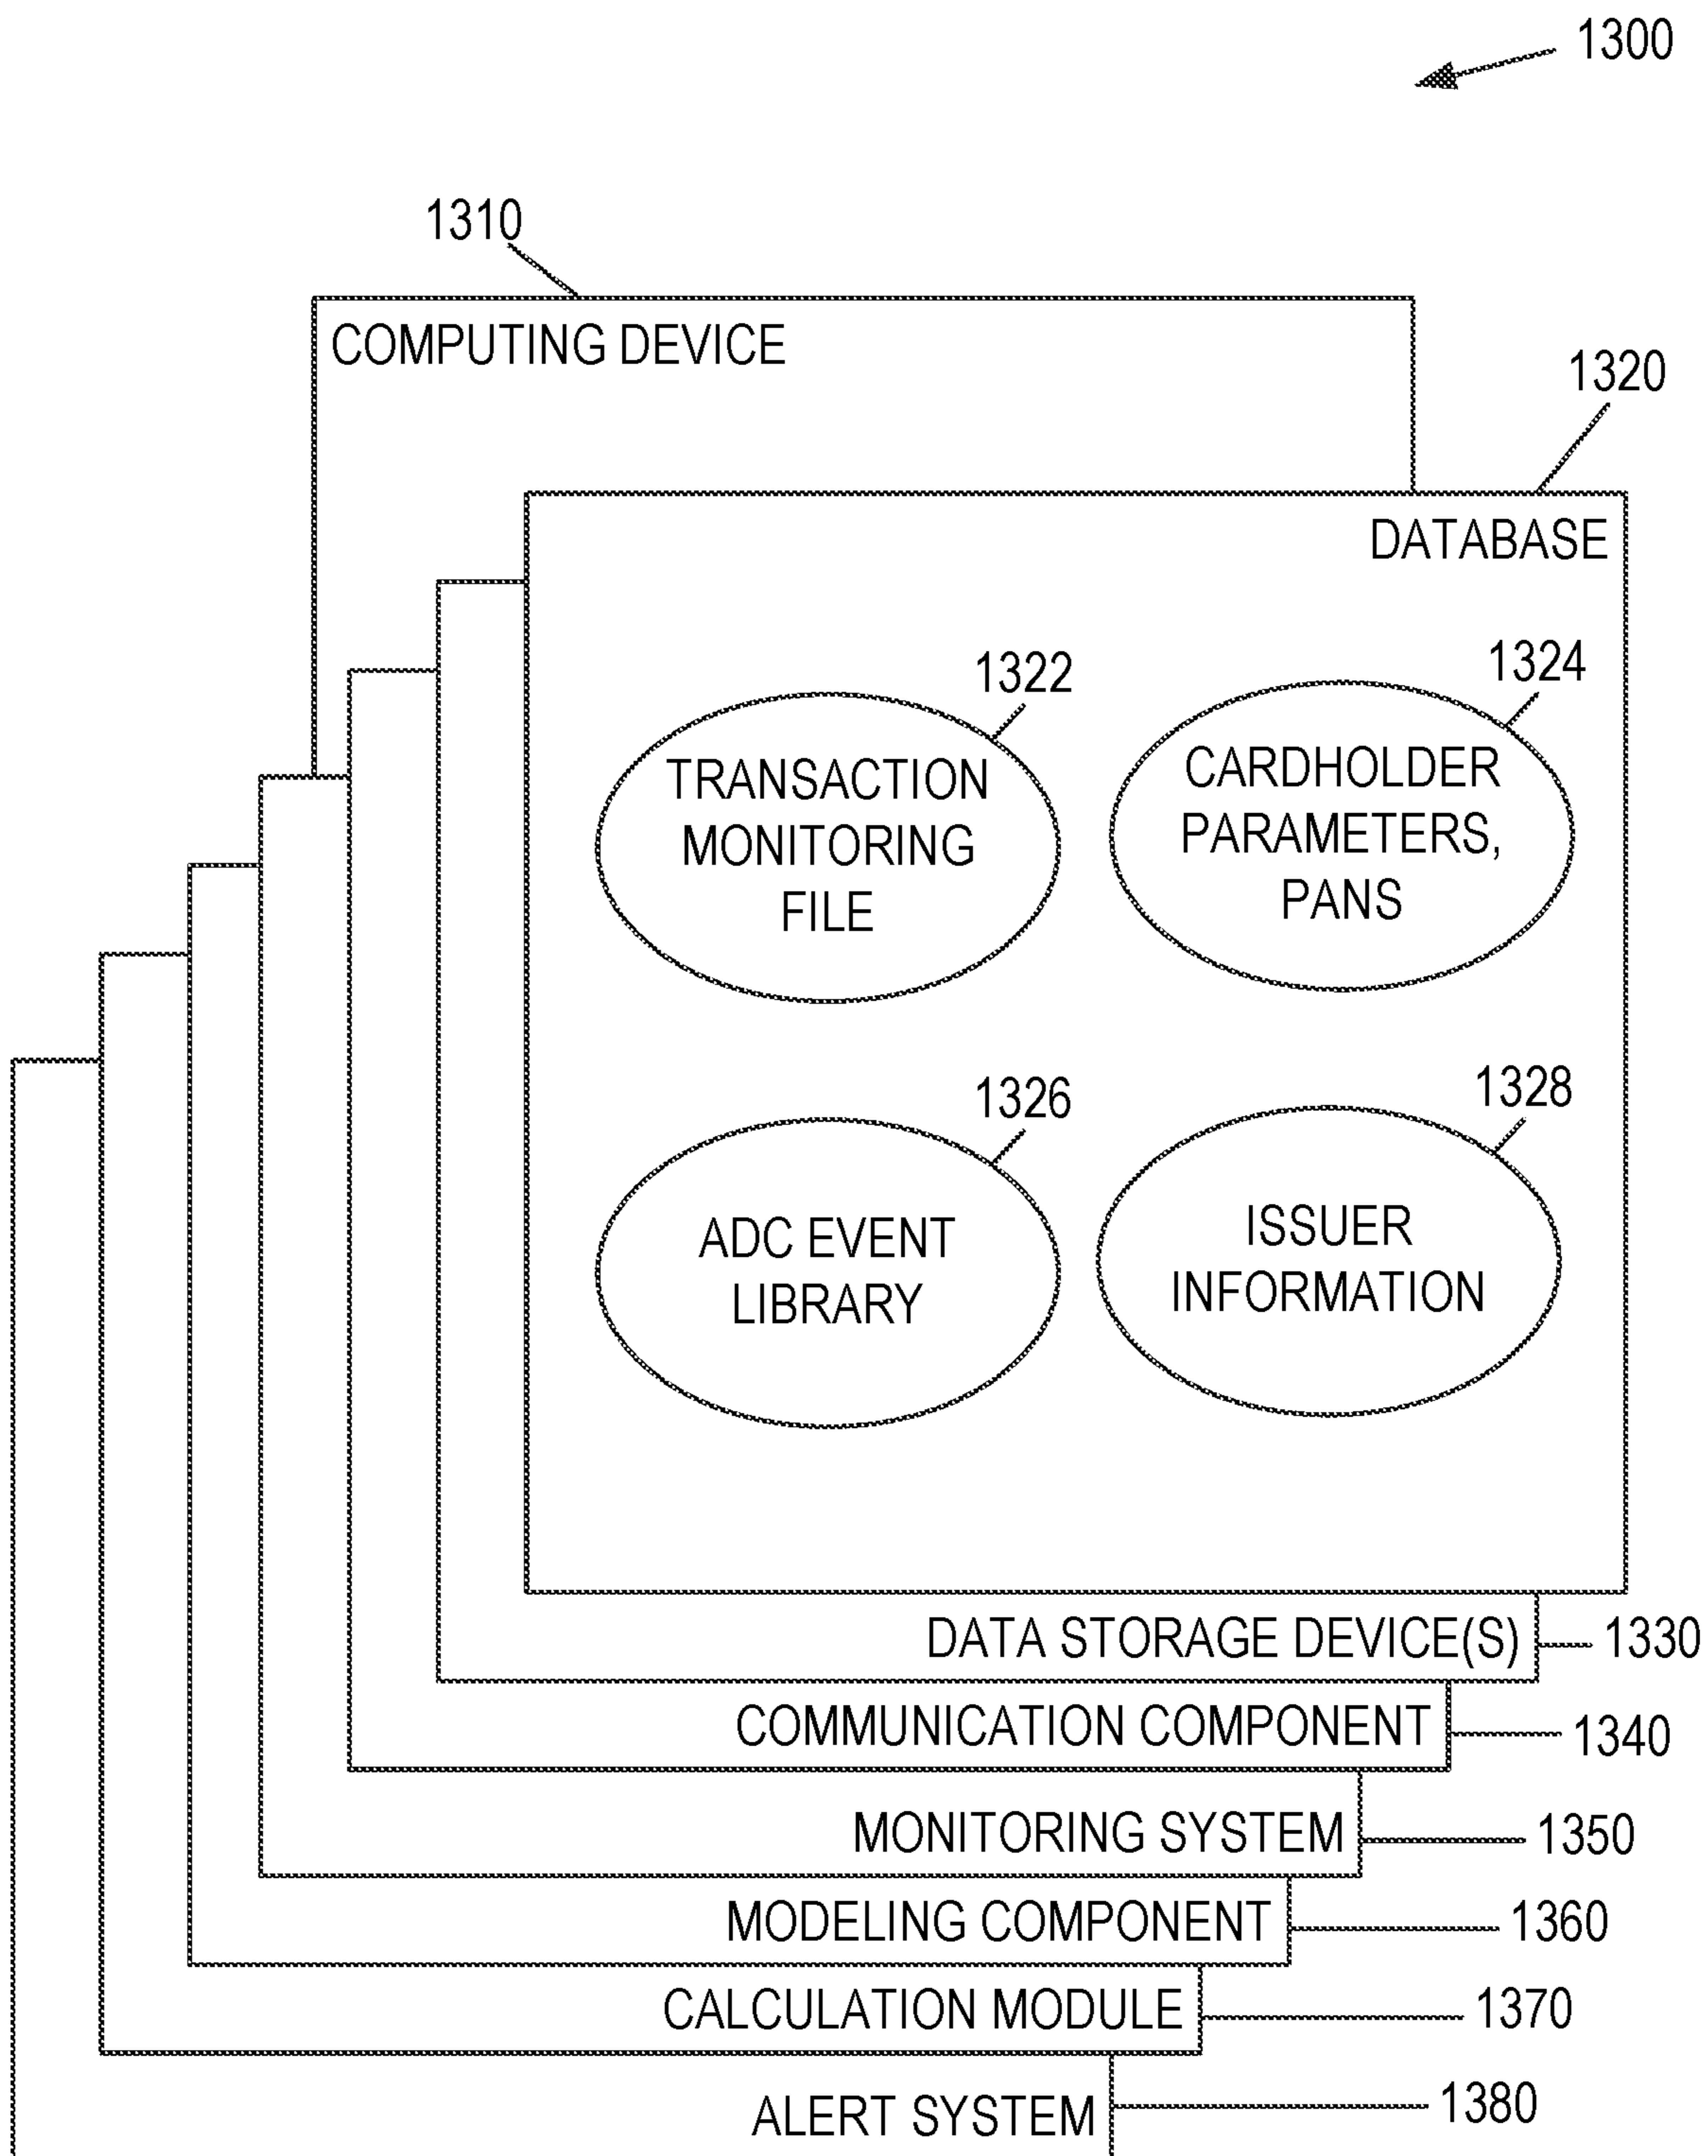 1300
1310
COMPUTING DEVICE
1320
DATABASE
1322
TRANSACTION
MONITORING
FILE
1324
CARDHOLDER
PARAMETERS,
PANS
1326
ADC EVENT
LIBRARY
1328
ISSUER
INFORMATION
DATA STORAGE DEVICE(S)
1330
COMMUNICATION COMPONENT
1340
MONITORING SYSTEM
1350
MODELING COMPONENT
1360
CALCULATION MODULE
1370
ALERT SYSTEM
1380